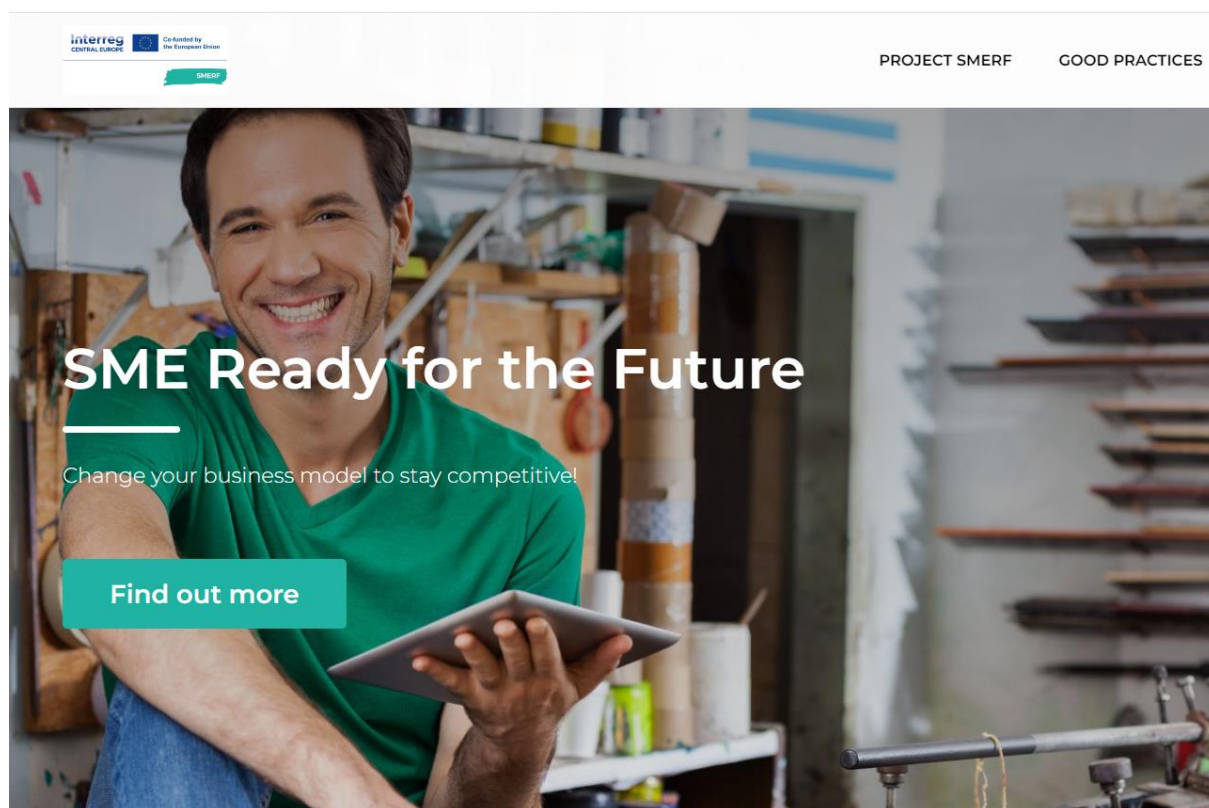 Interreg
CENTRAL EUROPE
Co-funded by
the European Union
SMERF
PROJECT SMERF
GOOD PRACTICES
SME Ready for the Future
Change your business model to stay competitive!
Find out more